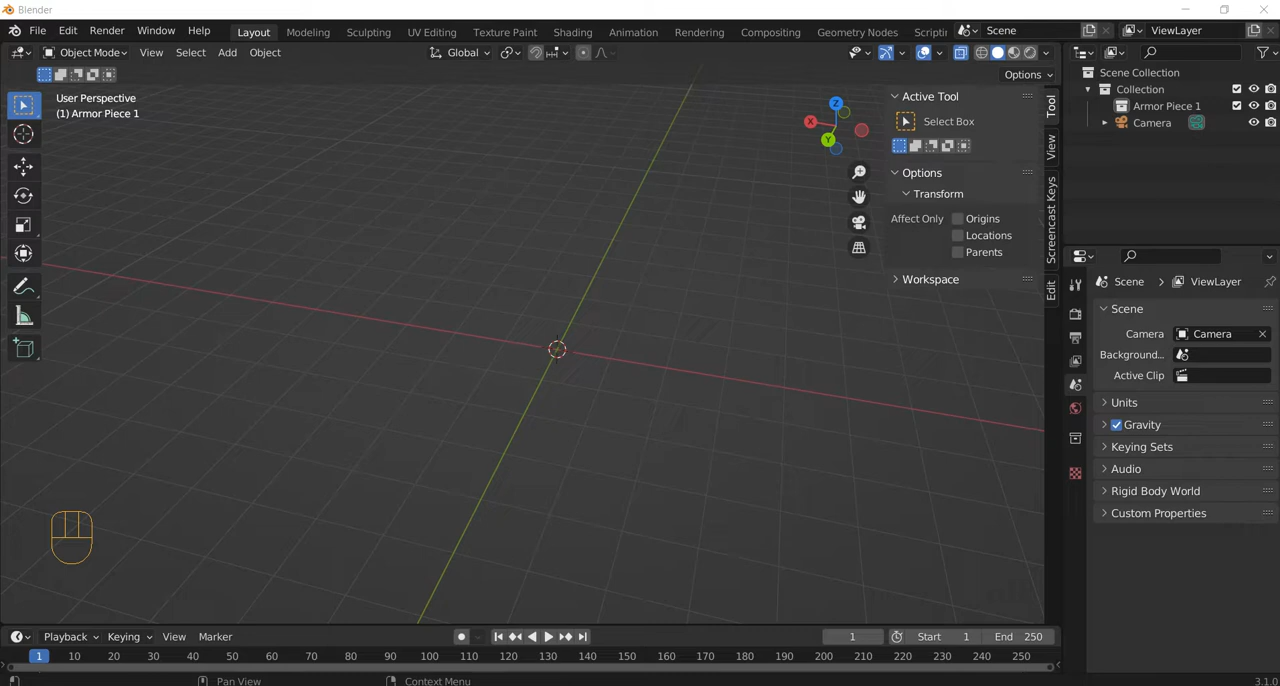 Blender
File Edit Render Window Help Layout Modeling Sculpting UV Editing Texture Paint Shading Animation Rendering Compositing Geometry Nodes Scriptin Scene ViewLayer
Object Mode View Select Add Object Global
Options
User Perspective
(1) Armor Piece 1
Z
X
Y
Active Tool
Select Box
Options
Transform
Affect Only Origins
Locations
Parents
Workspace
Tool
View
Screencast Keys
Edit
Scene Collection
Collection
Armor Piece 1
Camera
Scene ViewLayer
Scene
Camera Camera
Background...
Active Clip
Units
Gravity
Keying Sets
Audio
Rigid Body World
Custom Properties
Playback Keying View Marker 1 Start 1 End 250
1 10 20 30 40 50 60 70 80 90 100 110 120 130 140 150 160 170 180 190 200 210 220 230 240 250
Pan View Context Menu 3.1.0